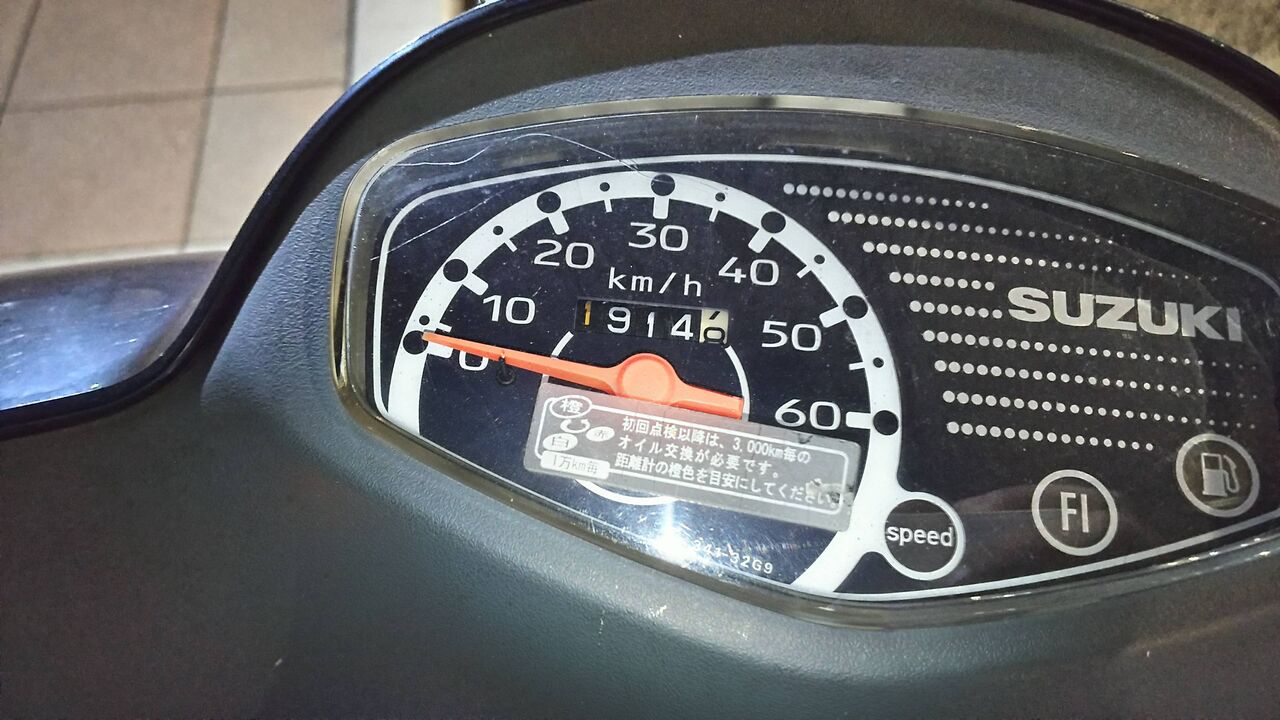 0
10
20
30
40
50
60
km/h
1914
SUZUKI
橙
白
赤
1万km毎
初回点検以降は、3,000km毎の
オイル交換が必要です。
距離計の橙色を目安にしてください
speed
FI
32G9